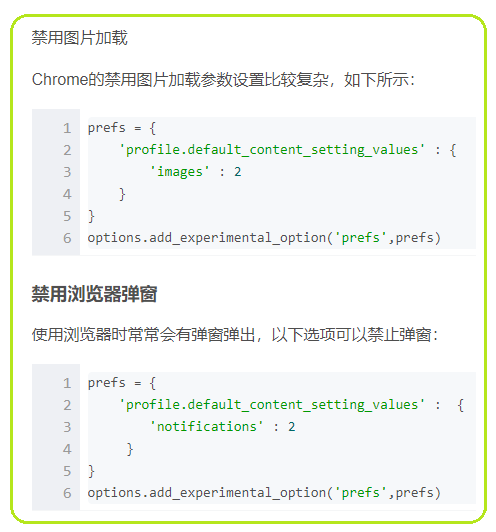 禁用图片加载
Chrome的禁用图片加载参数设置比较复杂，如下所示：
1 prefs = {
2     'profile.default_content_setting_values' : {
3         'images' : 2
4     }
5 }
6 options.add_experimental_option('prefs',prefs)
禁用浏览器弹窗
使用浏览器时常常会有弹窗弹出，以下选项可以禁止弹窗：
1 prefs = {
2     'profile.default_content_setting_values' :  {
3         'notifications' : 2
4      }
5 }
6 options.add_experimental_option('prefs',prefs)